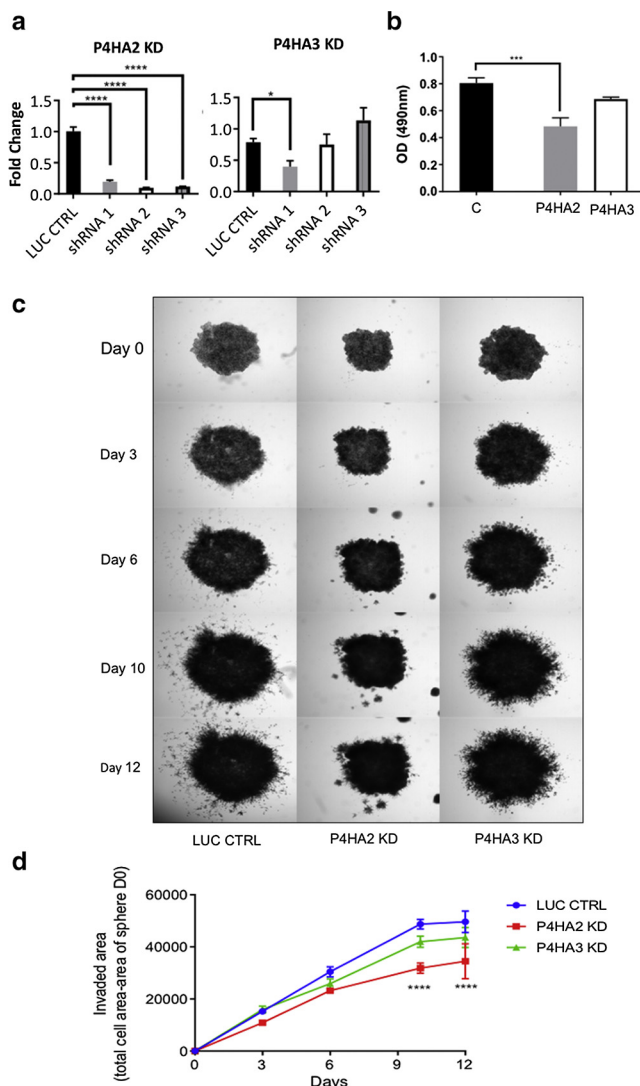 a
P4HA2 KD
P4HA3 KD
****
****
****
*
Fold Change
1.5
1.0
0.5
0.0
1.5
1.0
0.5
0.0
LUC CTRL
shRNA 1
shRNA 2
shRNA 3
LUC CTRL
shRNA 1
shRNA 2
shRNA 3
b
***
OD (490nm)
1.0
0.8
0.6
0.4
0.2
0.0
C
P4HA2
P4HA3
c
Day 0
Day 3
Day 6
Day 10
Day 12
LUC CTRL
P4HA2 KD
P4HA3 KD
d
Invaded area
(total cell area-area of sphere D0)
60000
40000
20000
0
0
3
6
9
12
Days
****
****
LUC CTRL
P4HA2 KD
P4HA3 KD